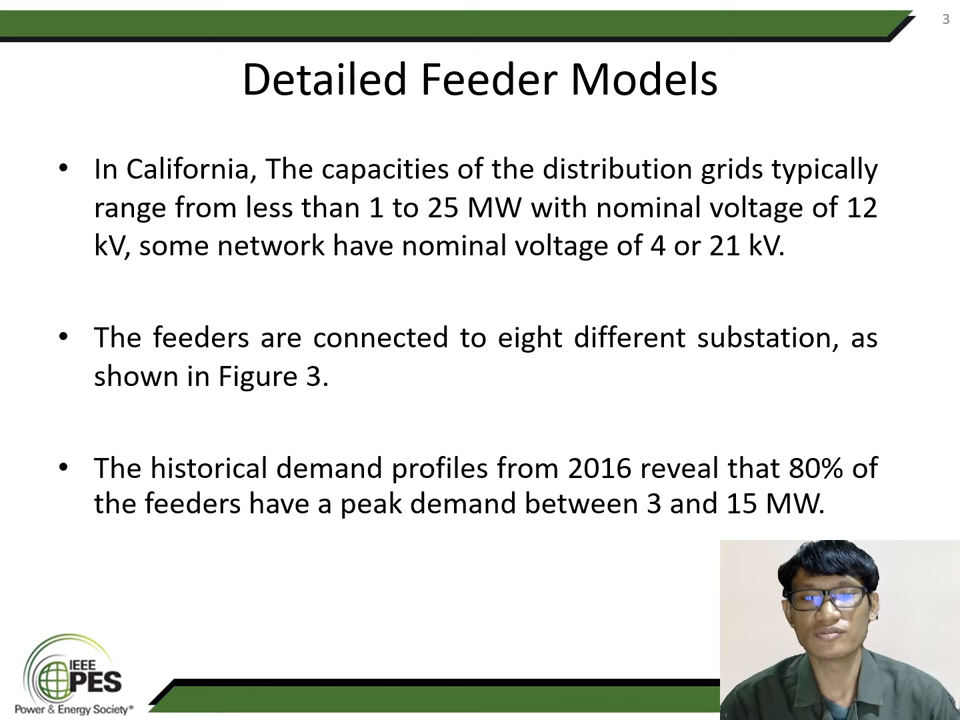 3
Detailed Feeder Models
• In California, The capacities of the distribution grids typically
range from less than 1 to 25 MW with nominal voltage of 12
kV, some network have nominal voltage of 4 or 21 kV.
• The feeders are connected to eight different substation, as
shown in Figure 3.
• The historical demand profiles from 2016 reveal that 80% of
the feeders have a peak demand between 3 and 15 MW.
IEEE
PES
Power & Energy Society®